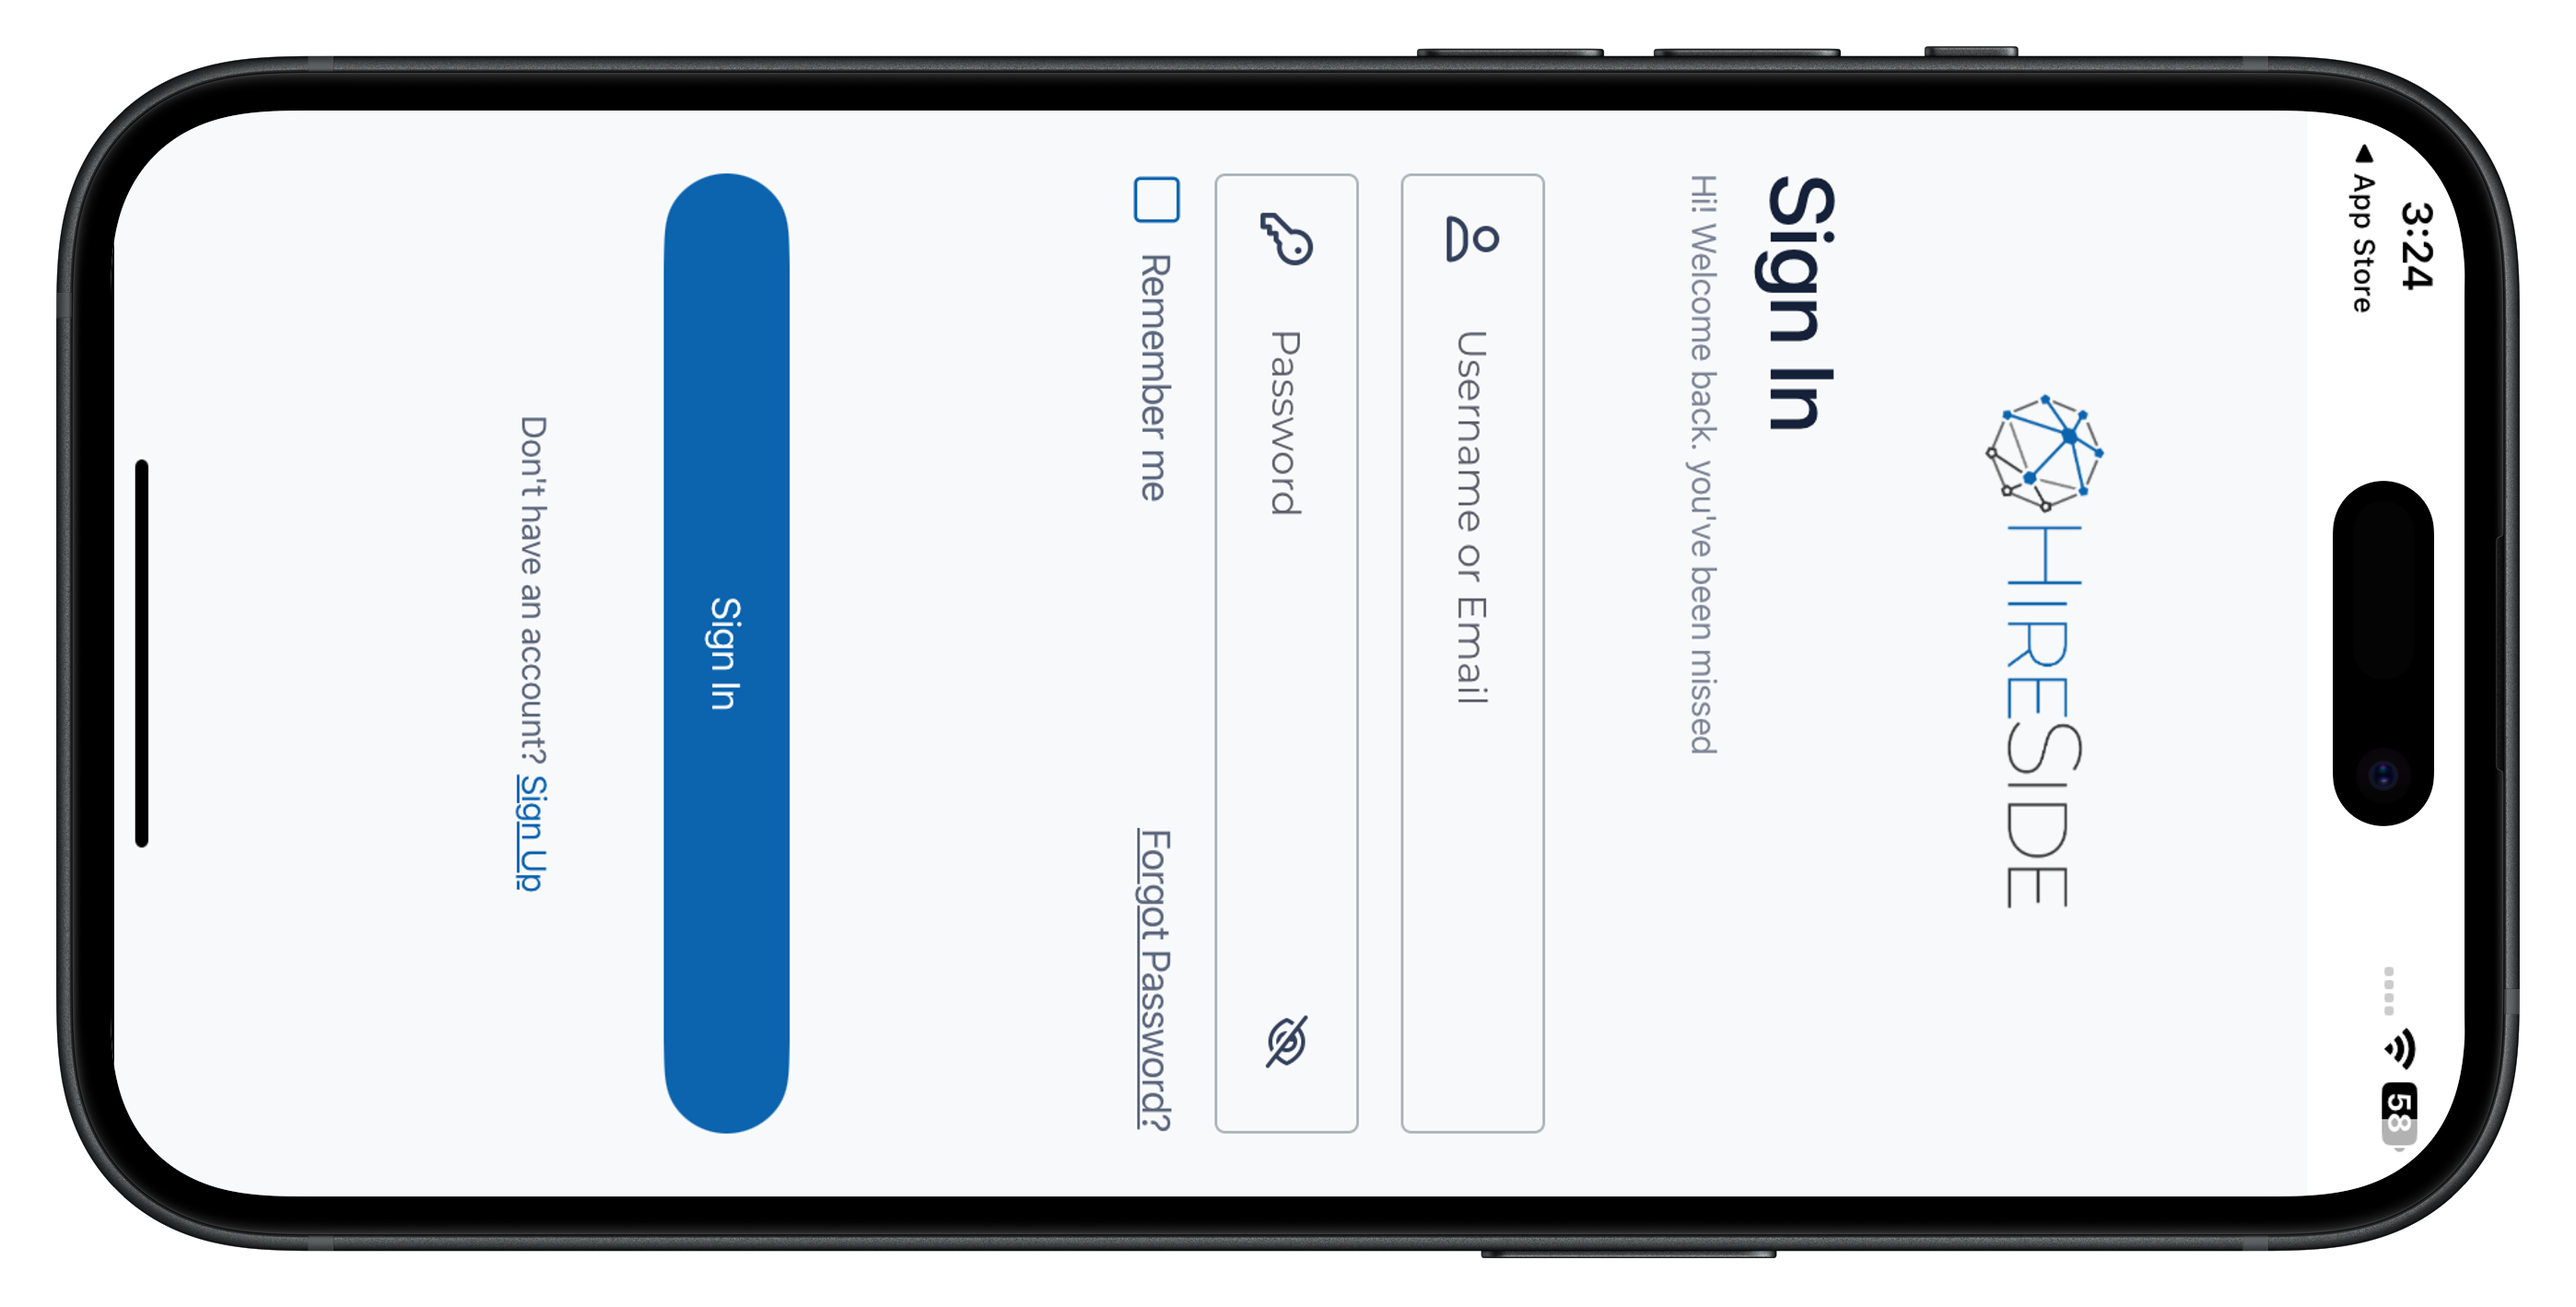 3:24
58
◀ App Store
HIRESIDE
Sign In
Hi! Welcome back. you've been missed
Username or Email
Password
Remember me
Forgot Password?
Sign In
Don't have an account? Sign Up